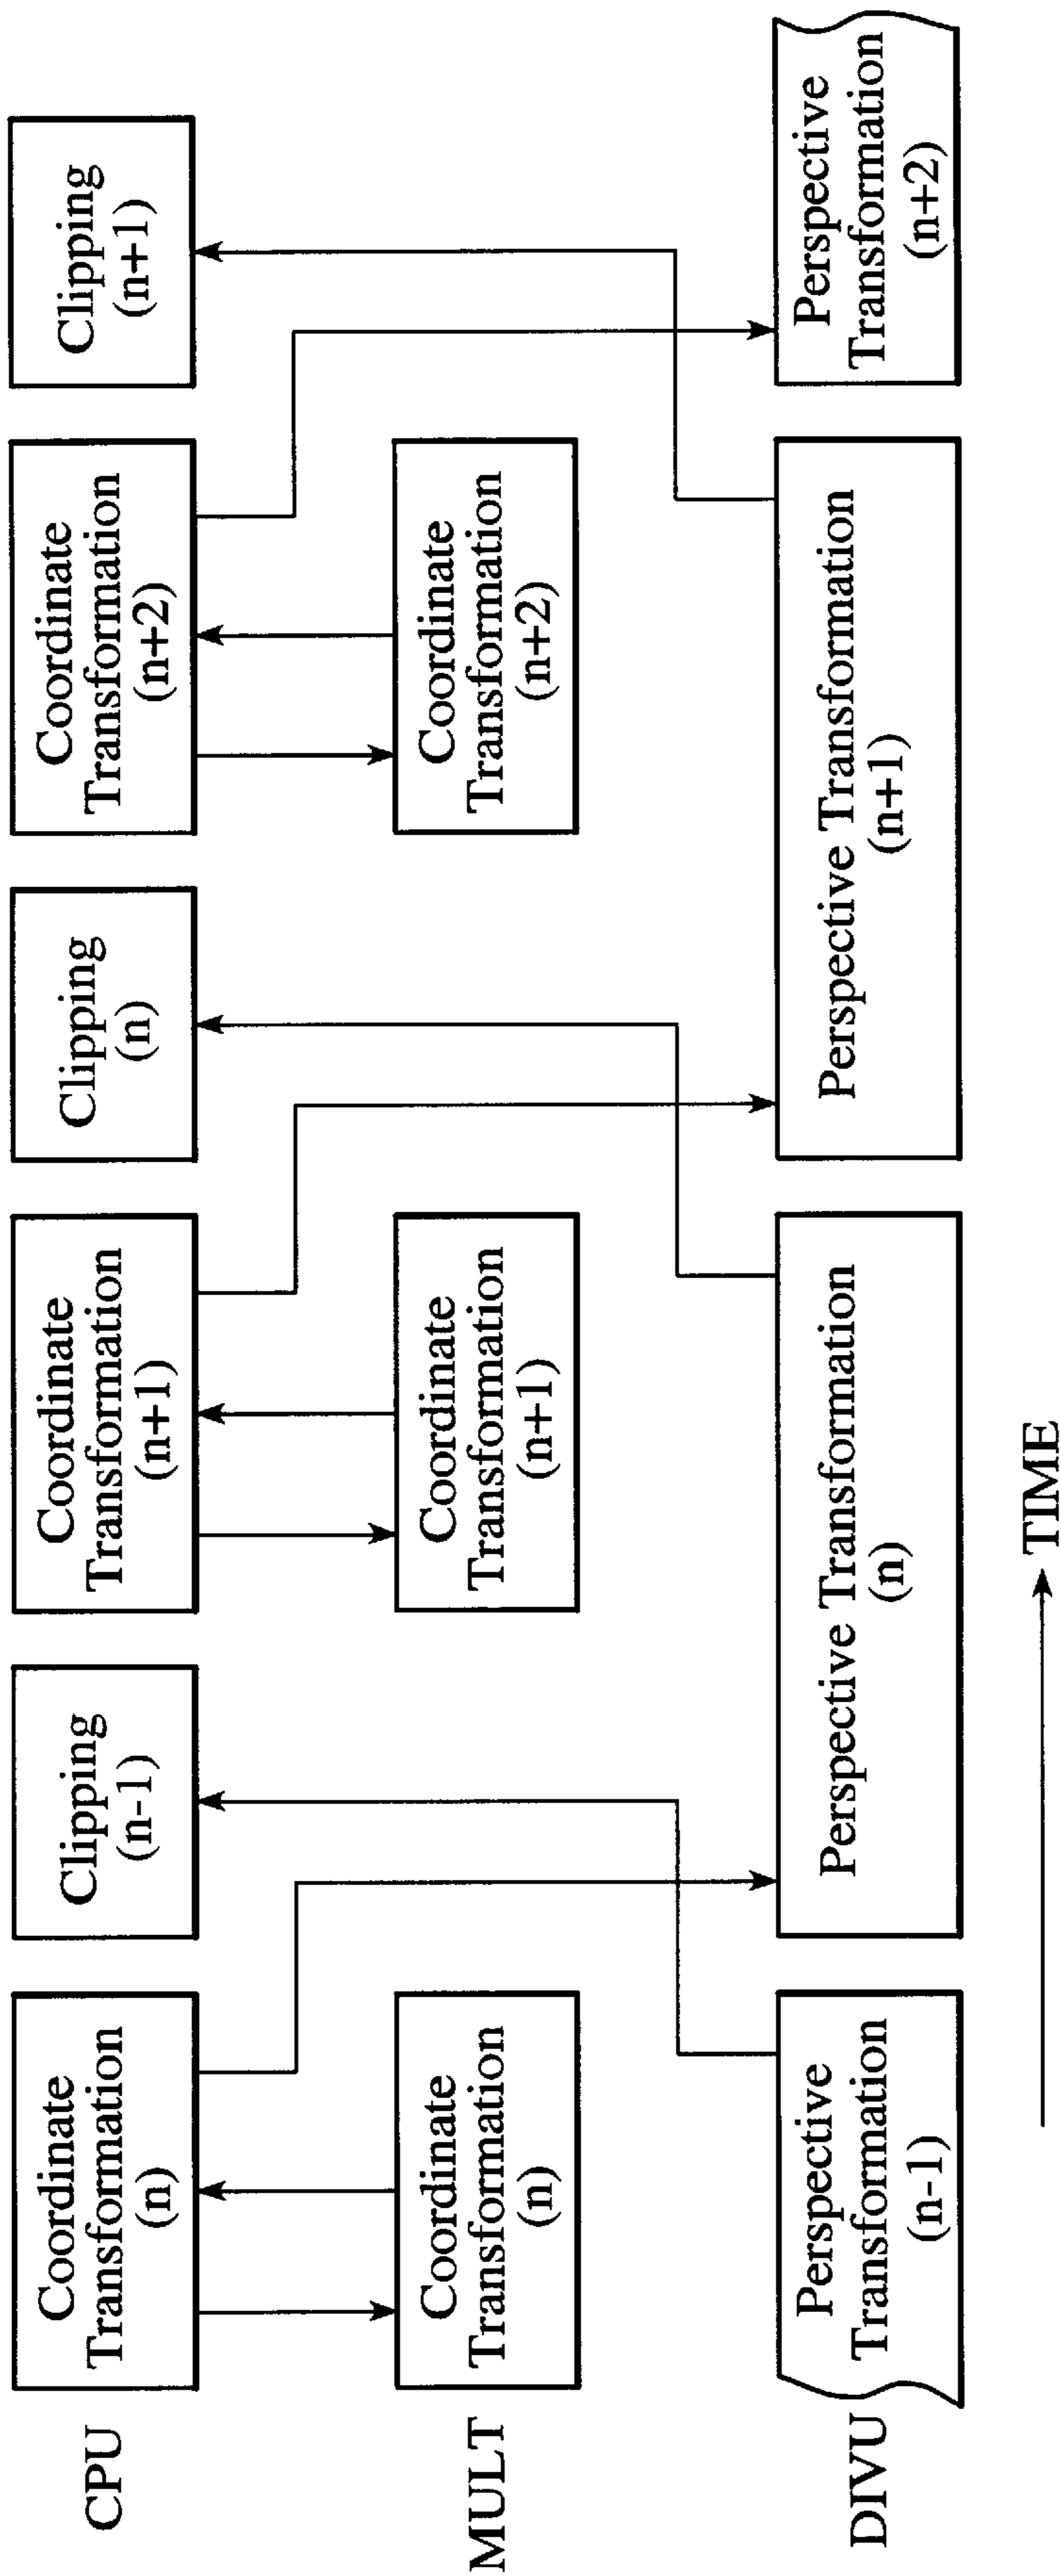 CPU
Coordinate
Transformation
(n)
Clipping
(n-1)
Coordinate
Transformation
(n+1)
Clipping
(n)
Coordinate
Transformation
(n+2)
Clipping
(n+1)
MULT
Coordinate
Transformation
(n)
Coordinate
Transformation
(n+1)
Coordinate
Transformation
(n+2)
DIVU
Perspective
Transformation
(n-1)
Perspective Transformation
(n)
Perspective Transformation
(n+1)
Perspective
Transformation
(n+2)
TIME